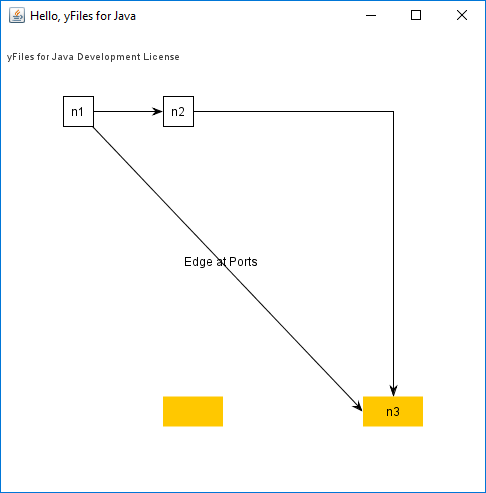 Hello, yFiles for Java
yFiles for Java Development License
n1
n2
Edge at Ports
n3